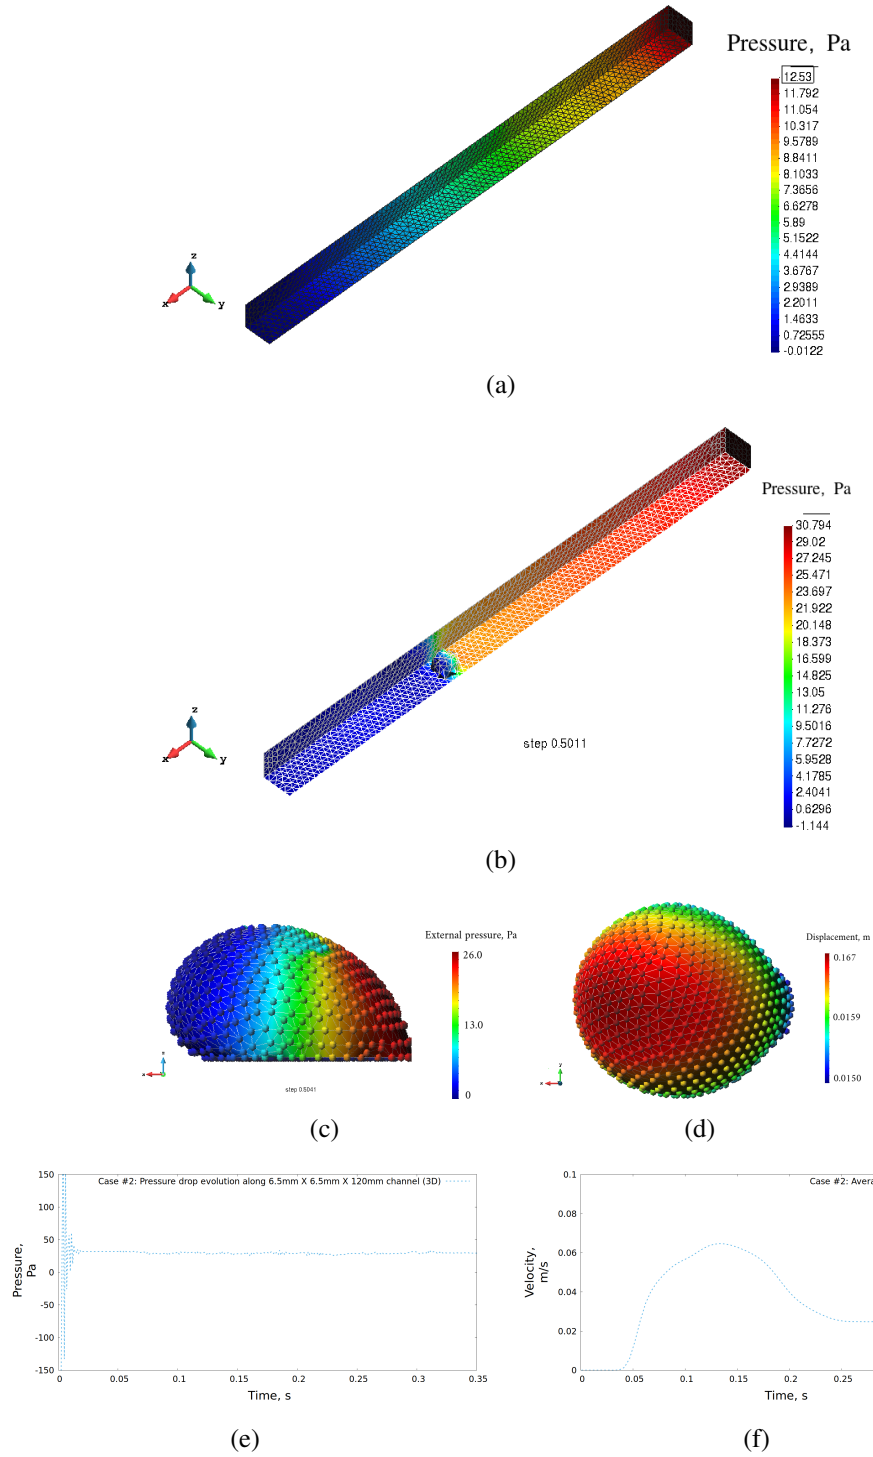 Pressure, Pa
12.53
11.792
11.054
10.317
9.5789
8.8411
8.1033
7.3656
6.6278
5.89
5.1522
4.4144
3.6767
2.9389
2.2011
1.4633
0.72555
-0.0122
z
x
y
(a)
Pressure, Pa
30.794
29.02
27.245
25.471
23.697
21.922
20.148
18.373
16.599
14.825
13.05
11.276
9.5016
7.7272
5.9528
4.1785
2.4041
0.6296
-1.144
z
x
y
step 0.5011
(b)
External pressure, Pa
26.0
13.0
0
z
x
step 0.5041
(c)
Displacement, m
0.167
0.0159
0.0150
y
x
(d)
Case #2: Pressure drop evolution along 6.5mm X 6.5mm X 120mm channel (3D)
150
100
50
0
-50
-100
-150
Pressure,
Pa
0
0.05
0.1
0.15
0.2
0.25
0.3
0.35
Time, s
(e)
Case #2: Avera
0.1
0.08
0.06
0.04
0.02
0
Velocity,
m/s
0
0.05
0.1
0.15
0.2
0.25
Time, s
(f)